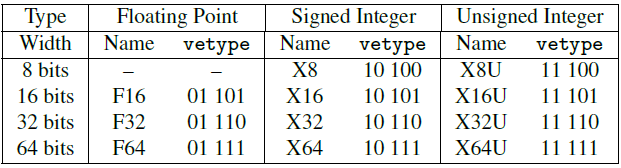 Type Floating Point Signed Integer Unsigned Integer
Width Name vetype Name vetype Name vetype
8 bits – – X8 10 100 X8U 11 100
16 bits F16 01 101 X16 10 101 X16U 11 101
32 bits F32 01 110 X32 10 110 X32U 11 110
64 bits F64 01 111 X64 10 111 X64U 11 111